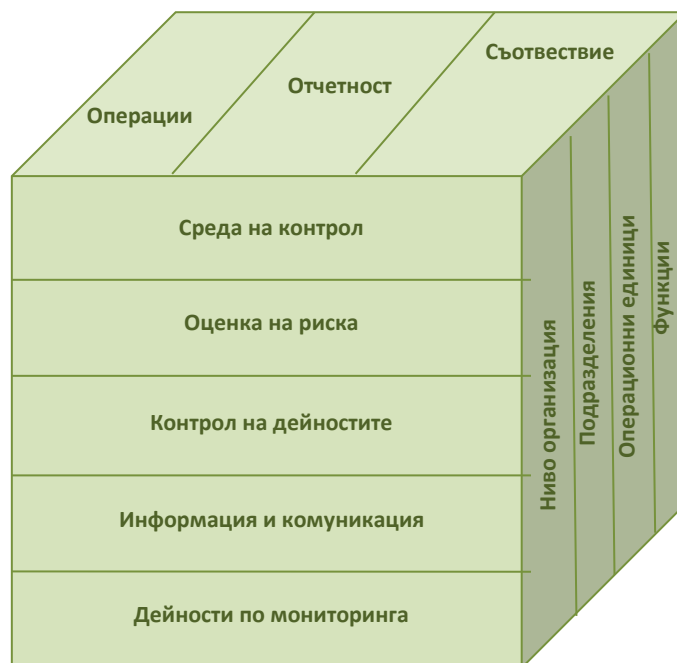 Съотвествие
Отчетност
Операции
Среда на контрол
Оценка на риска
Контрол на дейностите
Информация и комуникация
Дейности по мониторинга
Ниво организация
Подразделения
Операционни единици
Функции